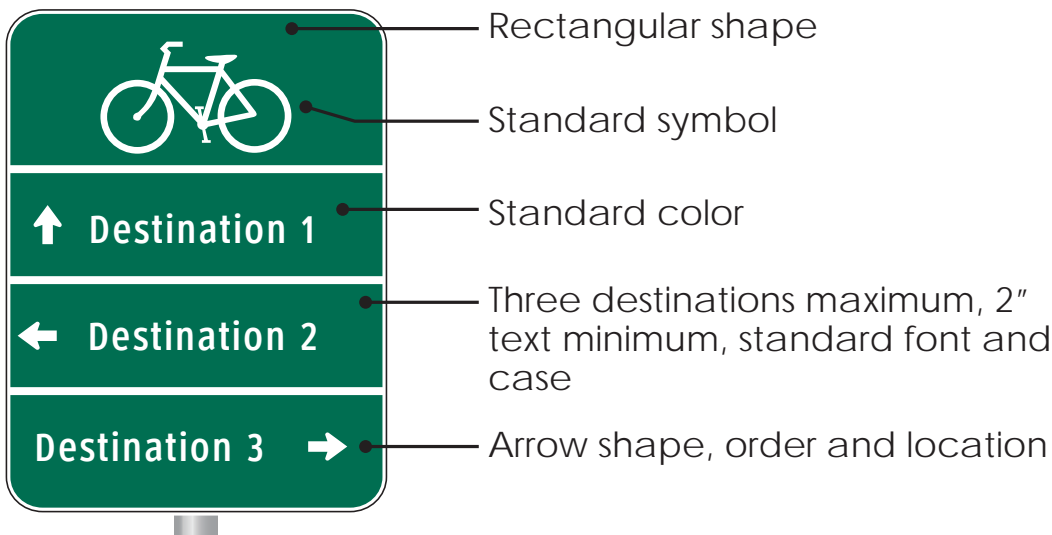 Rectangular shape
Standard symbol
Destination 1
Standard color
Destination 2
Three destinations maximum, 2"
text minimum, standard font and
case
Destination 3
Arrow shape, order and location